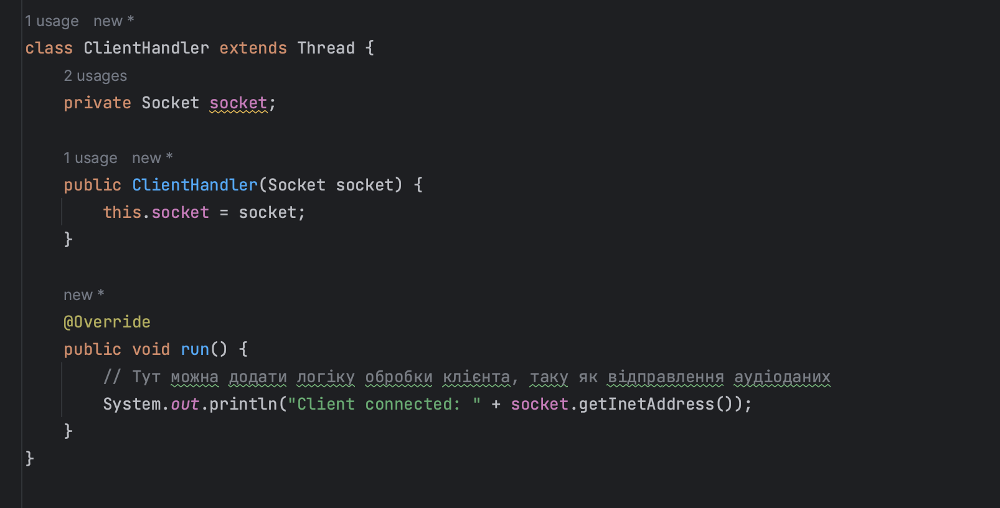 1 usage   new *
class ClientHandler extends Thread {
    2 usages
    private Socket socket;

    1 usage   new *
    public ClientHandler(Socket socket) {
        this.socket = socket;
    }

    new *
    @Override
    public void run() {
        // Тут можна додати логіку обробки клієнта, таку як відправлення аудіоданих
        System.out.println("Client connected: " + socket.getInetAddress());
    }
}